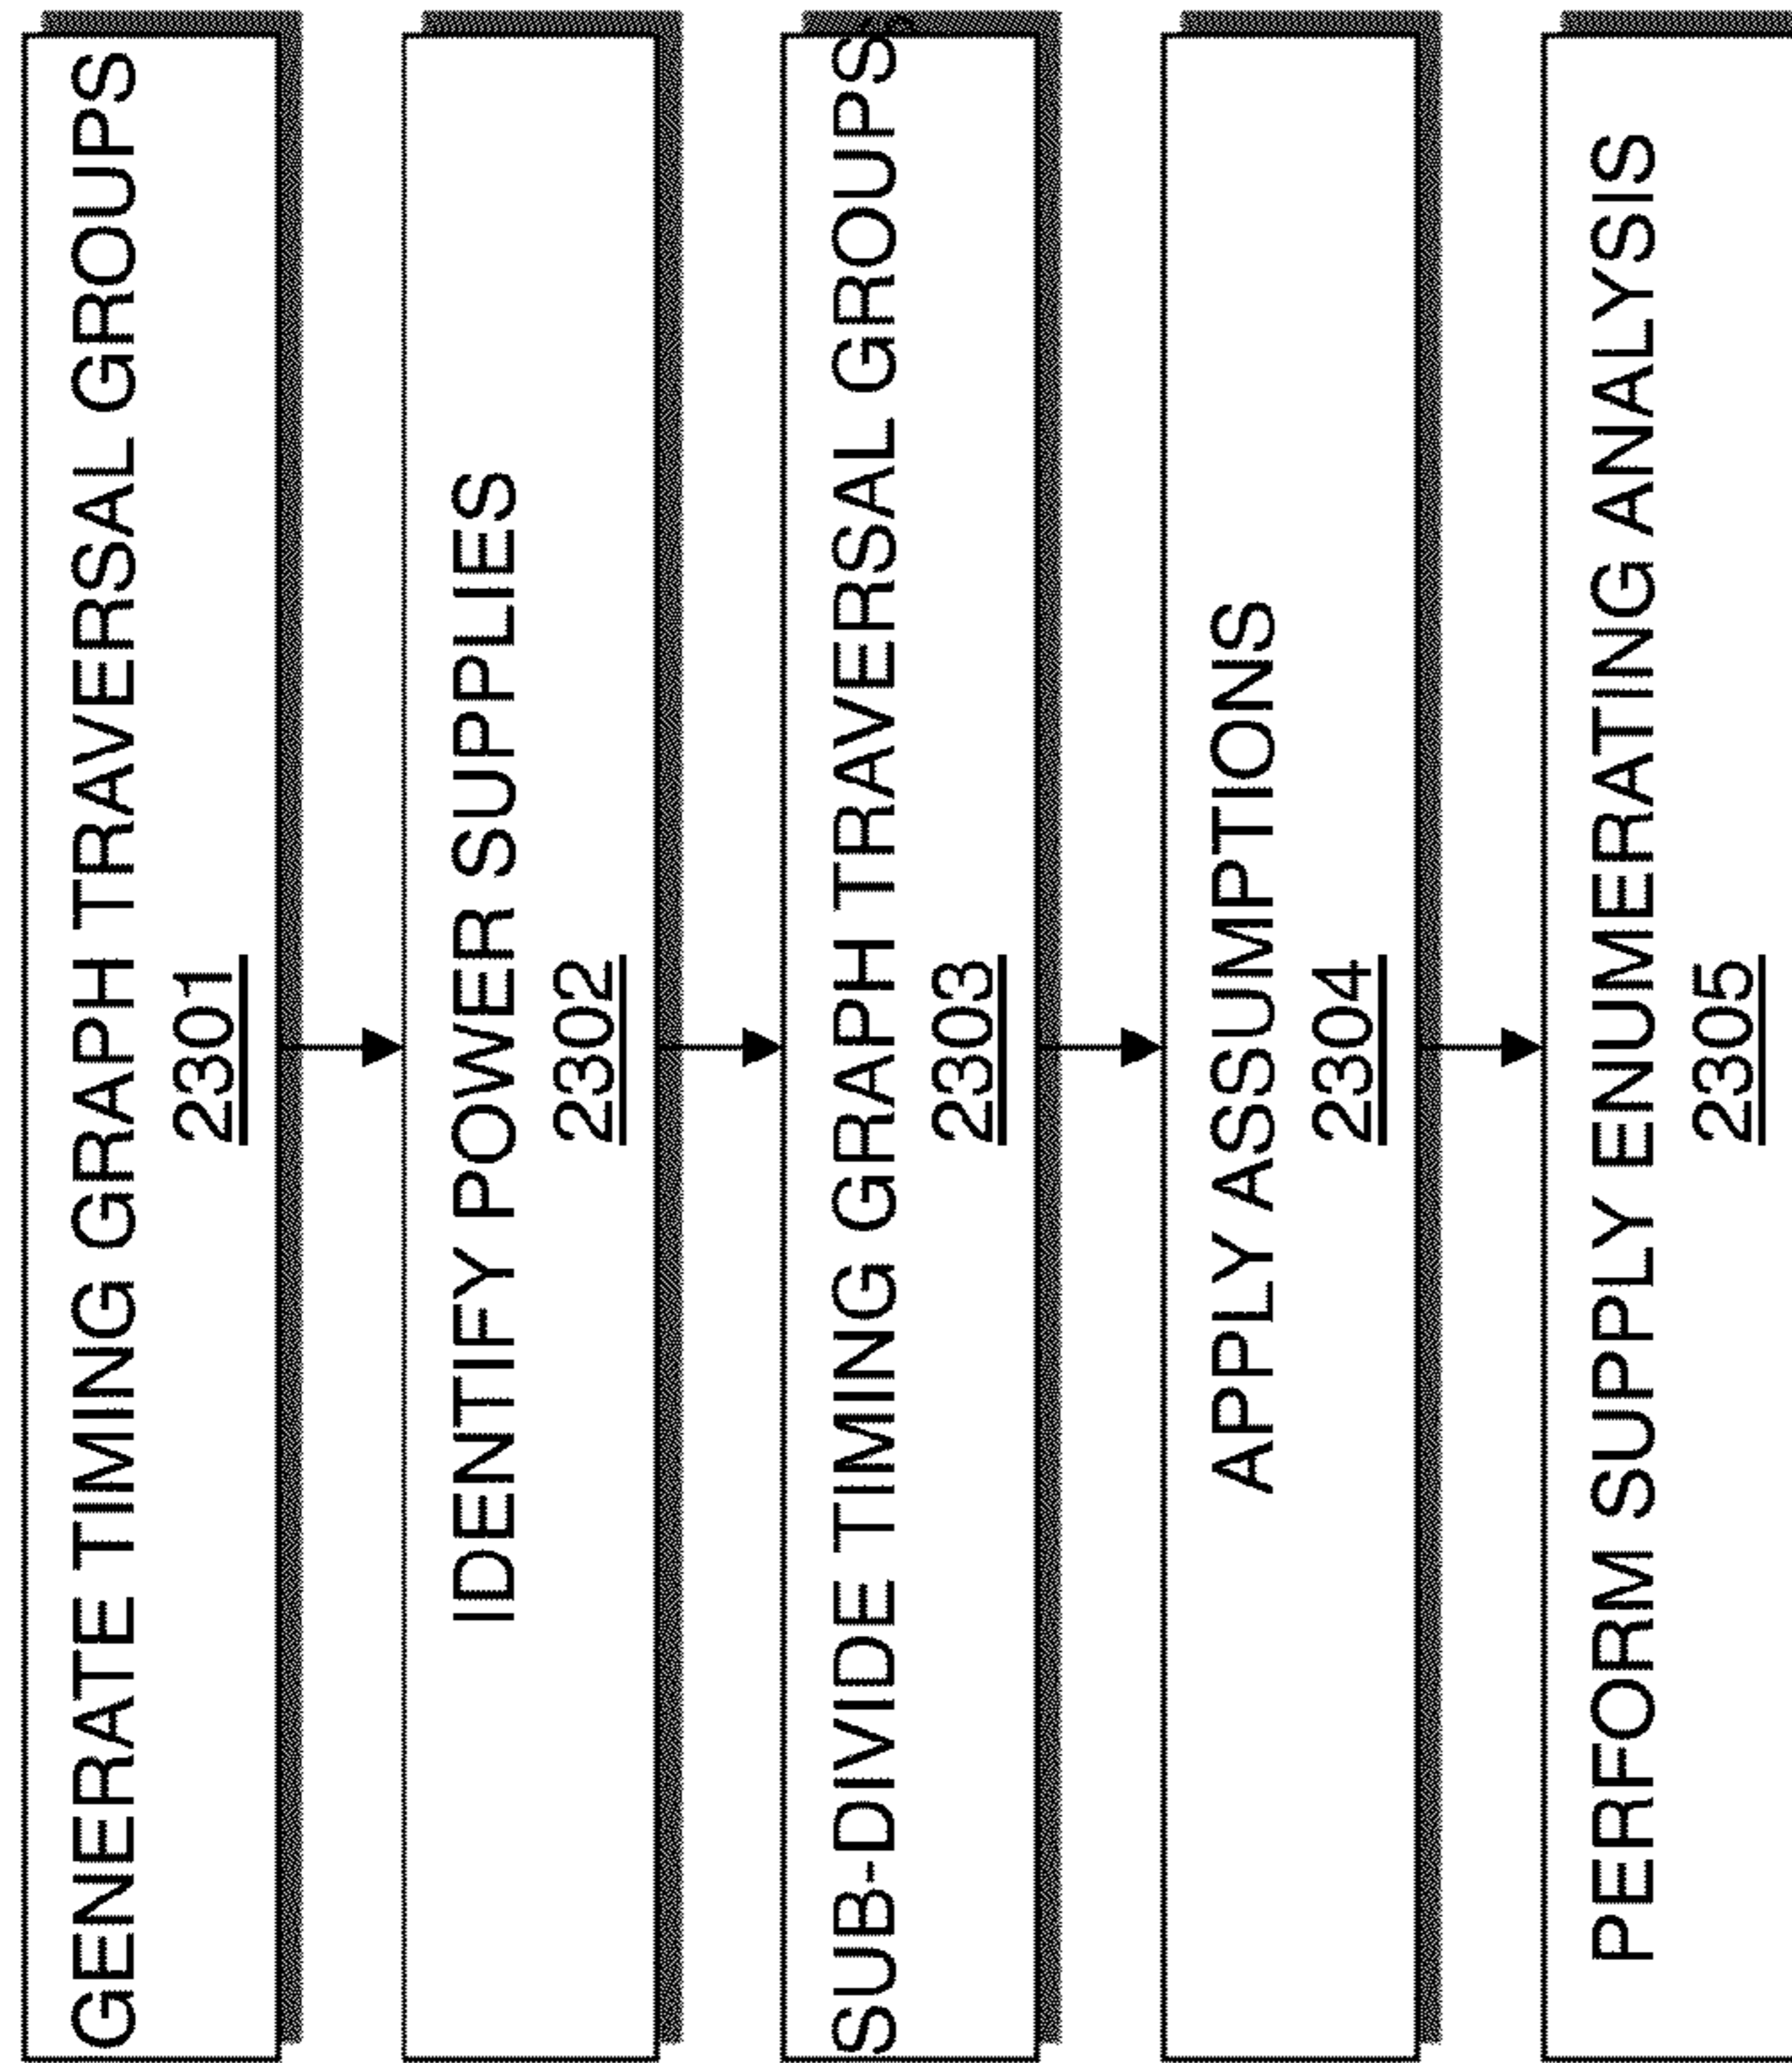 GENERATE TIMING GRAPH TRAVERSAL GROUPS
2301
IDENTIFY POWER SUPPLIES
2302
SUB-DIVIDE TIMING GRAPH TRAVERSAL GROUPS
2303
APPLY ASSUMPTIONS
2304
PERFORM SUPPLY ENUMERATING ANALYSIS
2305